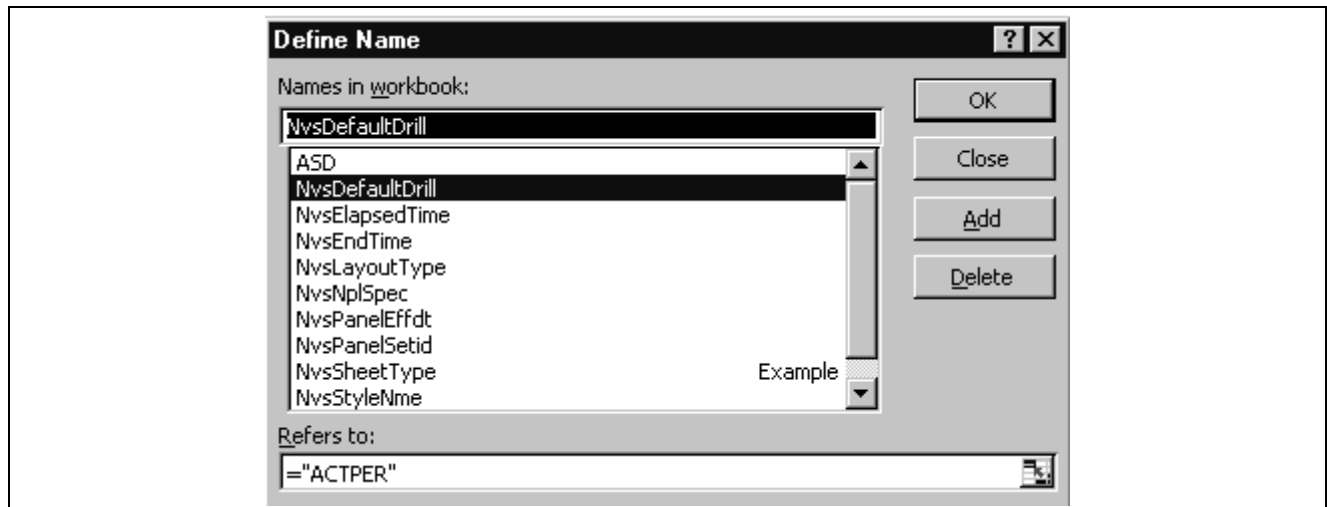 Define Name
Names in workbook:
OK
NvsDefaultDrill
Close
ASD
NvsDefaultDrill
NvsElapsedTime
Add
NvsEndTime
NvsLayoutType
Delete
NvsNplSpec
NvsPanelEffdt
NvsPanelSetid
NvsSheetType Example
NvsStyleNme
Refers to:
="ACTPER"